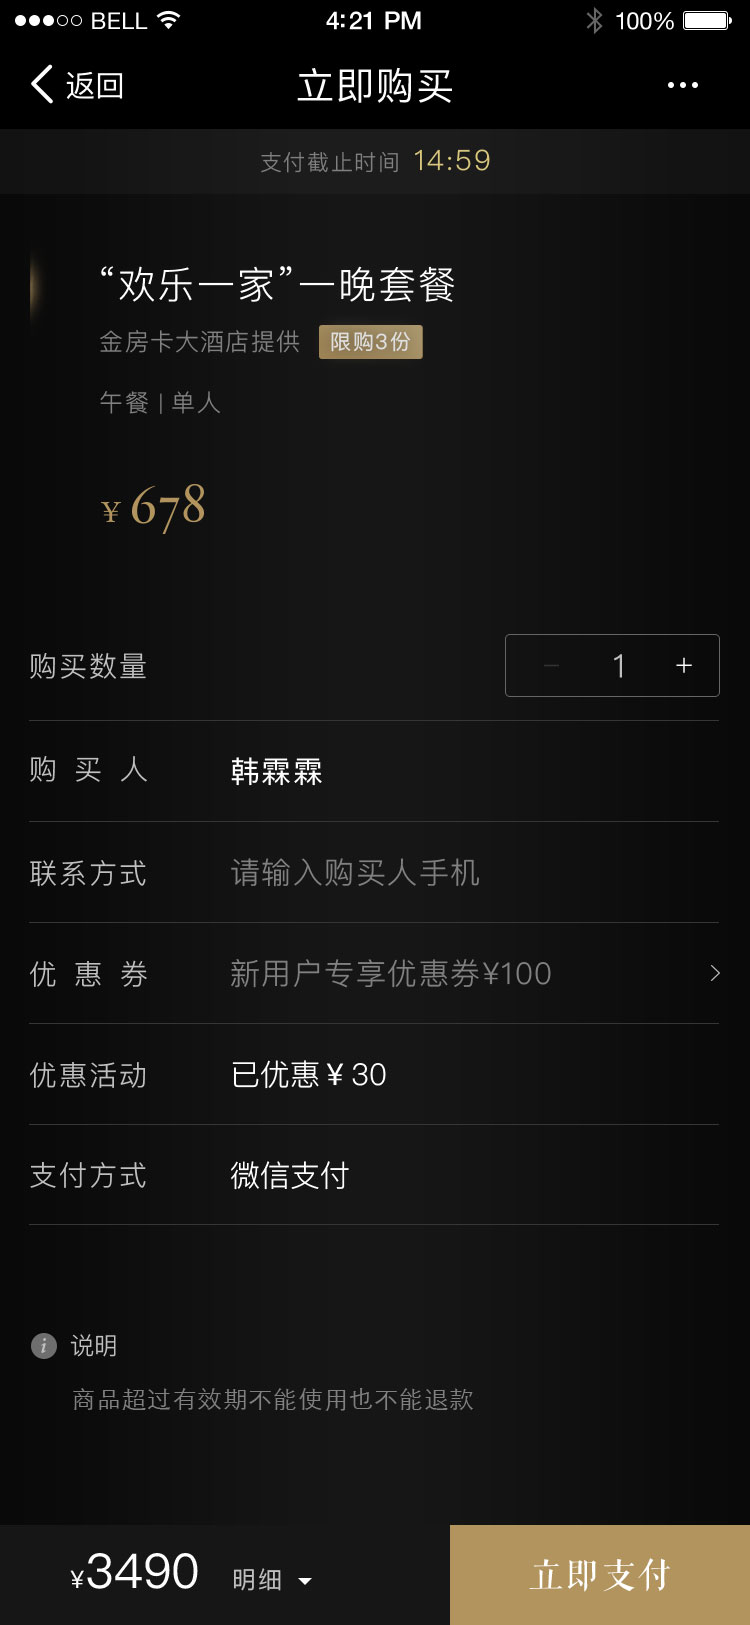 BELL 4:21 PM 100%
返回 立即购买
支付截止时间 14:59
“欢乐一家”一晚套餐
金房卡大酒店提供 限购3份
午餐 | 单人
¥ 678
购买数量 － 1 +
购买人 韩霖霖
联系方式 请输入购买人手机
优惠券 新用户专享优惠券¥100
优惠活动 已优惠 ¥ 30
支付方式 微信支付
说明
商品超过有效期不能使用也不能退款
¥3490 明细 立即支付